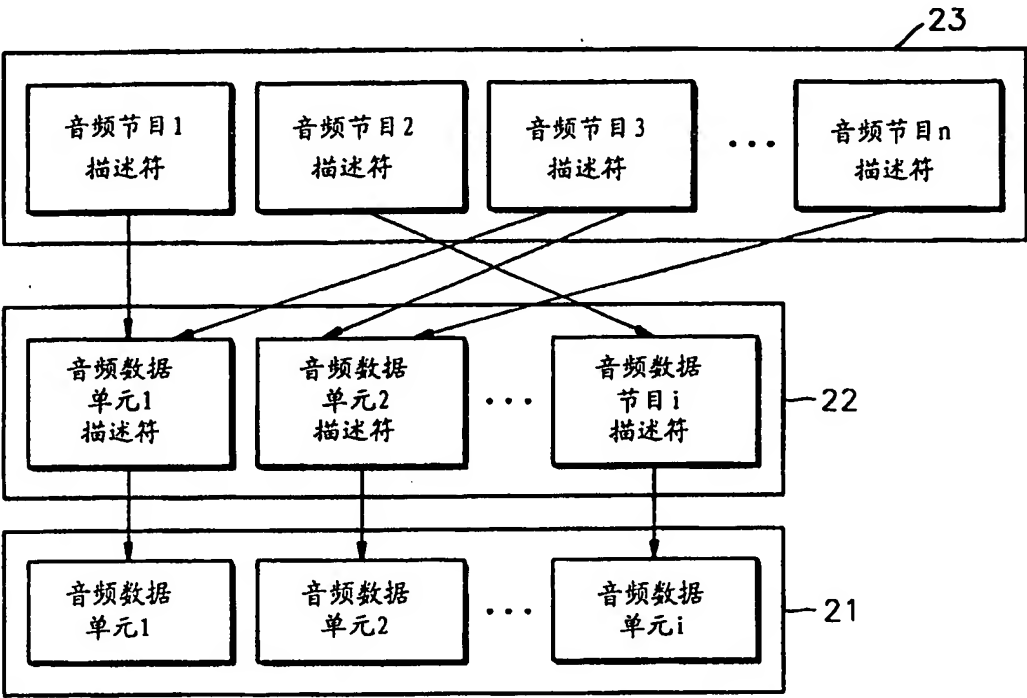 23
音频节目1
描述符
音频节目2
描述符
音频节目3
描述符
...
音频节目n
描述符
音频数据
单元1
描述符
音频数据
单元2
描述符
...
音频数据
节目i
描述符
22
音频数据
单元1
音频数据
单元2
...
音频数据
单元i
21